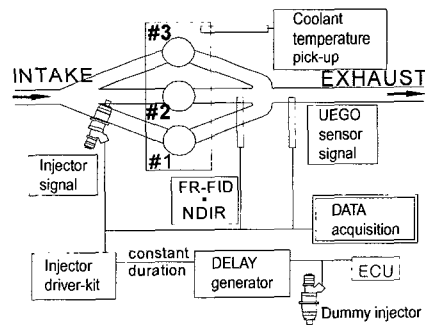 #3
Coolant
temperature
pick-up
INTAKE
EXHAUST
#2
UEGO
sensor
signal
Injector
signal
#1
FR-FID
NDIR
DATA
acquisition
Injector
driver-kit
constant
duration
DELAY
generator
ECU
Dummy injector